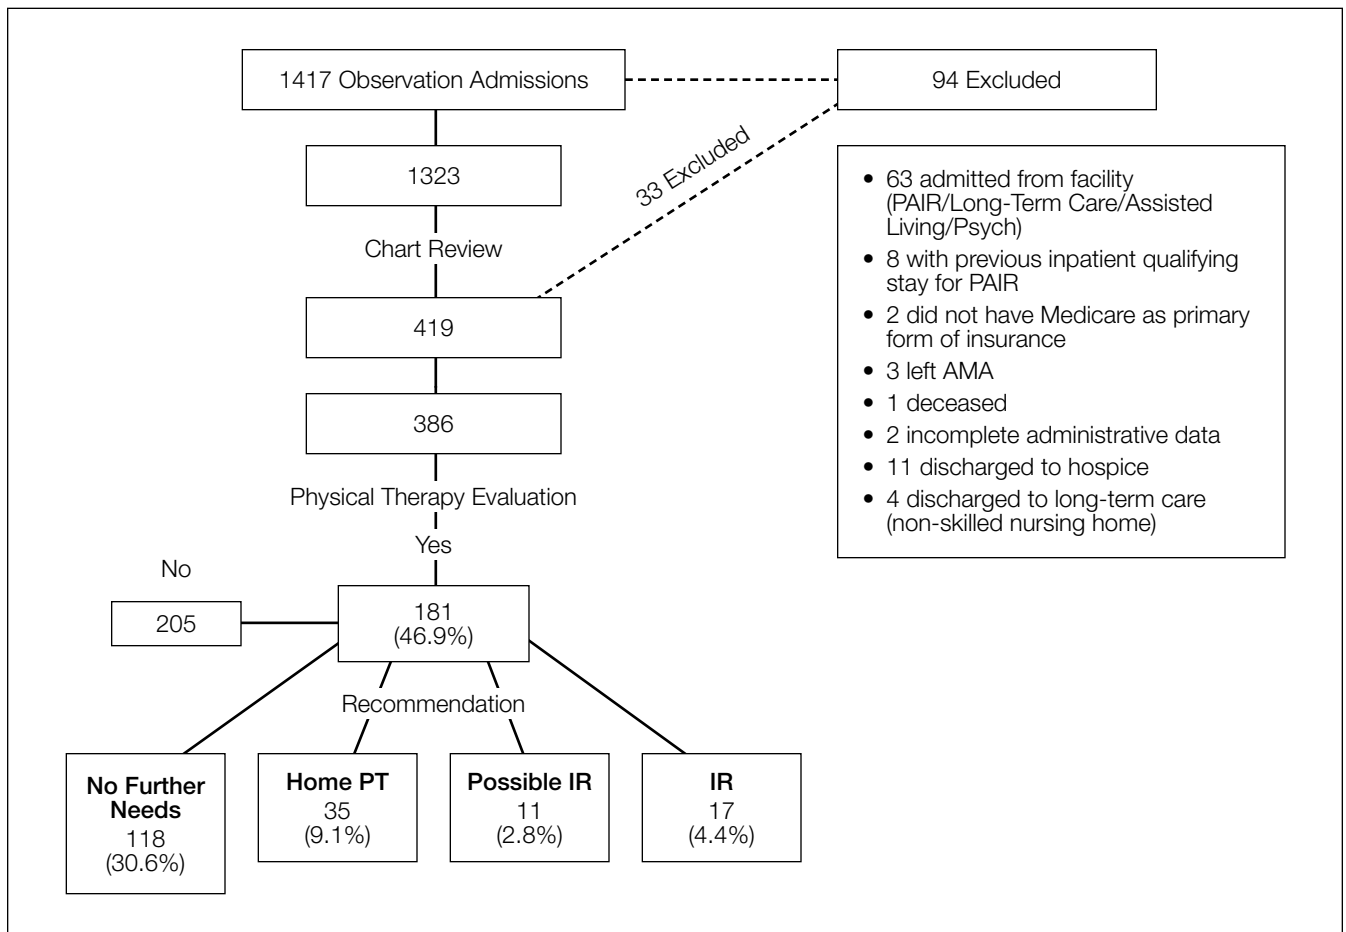 1417 Observation Admissions
94 Excluded
33 Excluded
1323
Chart Review
419
386
Physical Therapy Evaluation
Yes
No
205
181
(46.9%)
Recommendation
No Further
Needs
118
(30.6%)
Home PT
35
(9.1%)
Possible IR
11
(2.8%)
IR
17
(4.4%)
• 63 admitted from facility
(PAIR/Long-Term Care/Assisted
Living/Psych)
• 8 with previous inpatient qualifying
stay for PAIR
• 2 did not have Medicare as primary
form of insurance
• 3 left AMA
• 1 deceased
• 2 incomplete administrative data
• 11 discharged to hospice
• 4 discharged to long-term care
(non-skilled nursing home)